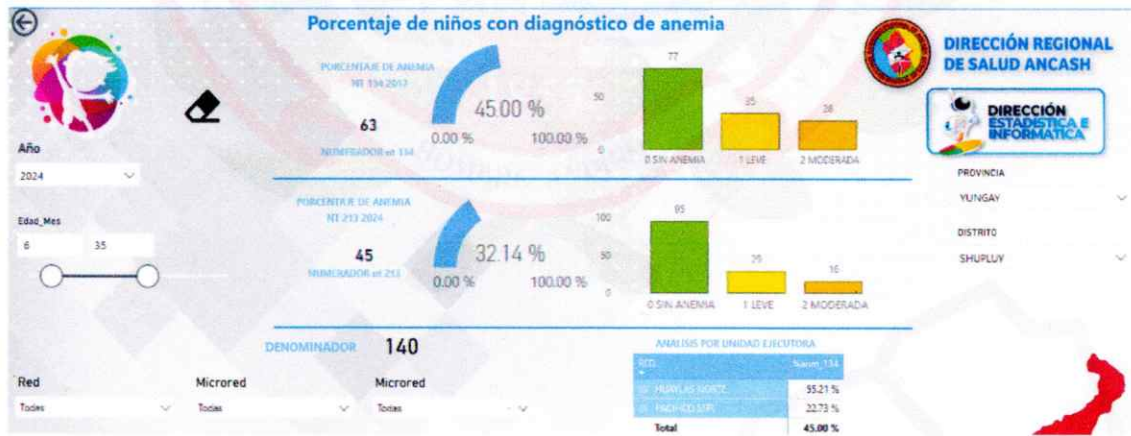 Porcentaje de niños con diagnóstico de anemia
DIRECCIÓN REGIONAL
DE SALUD ANCASH
DIRECCIÓN
ESTADÍSTICA E
INFORMÁTICA
PORCENTAJE DE ANEMIA
NT 134 2017
63
NUMERADOR nt 134
45.00 %
0.00 %
100.00 %
50
0
77
35
28
0 SIN ANEMIA
1 LEVE
2 MODERADA
Año
2024
Edad_Mes
6
35
PORCENTAJE DE ANEMIA
NT 213 2024
45
NUMERADOR nt 213
32.14 %
0.00 %
100.00 %
100
50
0
95
29
16
0 SIN ANEMIA
1 LEVE
2 MODERADA
PROVINCIA
YUNGAY
DISTRITO
SHUPLUY
DENOMINADOR
140
Red
Todas
Microred
Todas
Microred
Todas
ANALISIS POR UNIDAD EJECUTORA
RED
HUAYLAS NORTE
55.21 %
PACIFICO SUR
22.73 %
Total
45.00 %